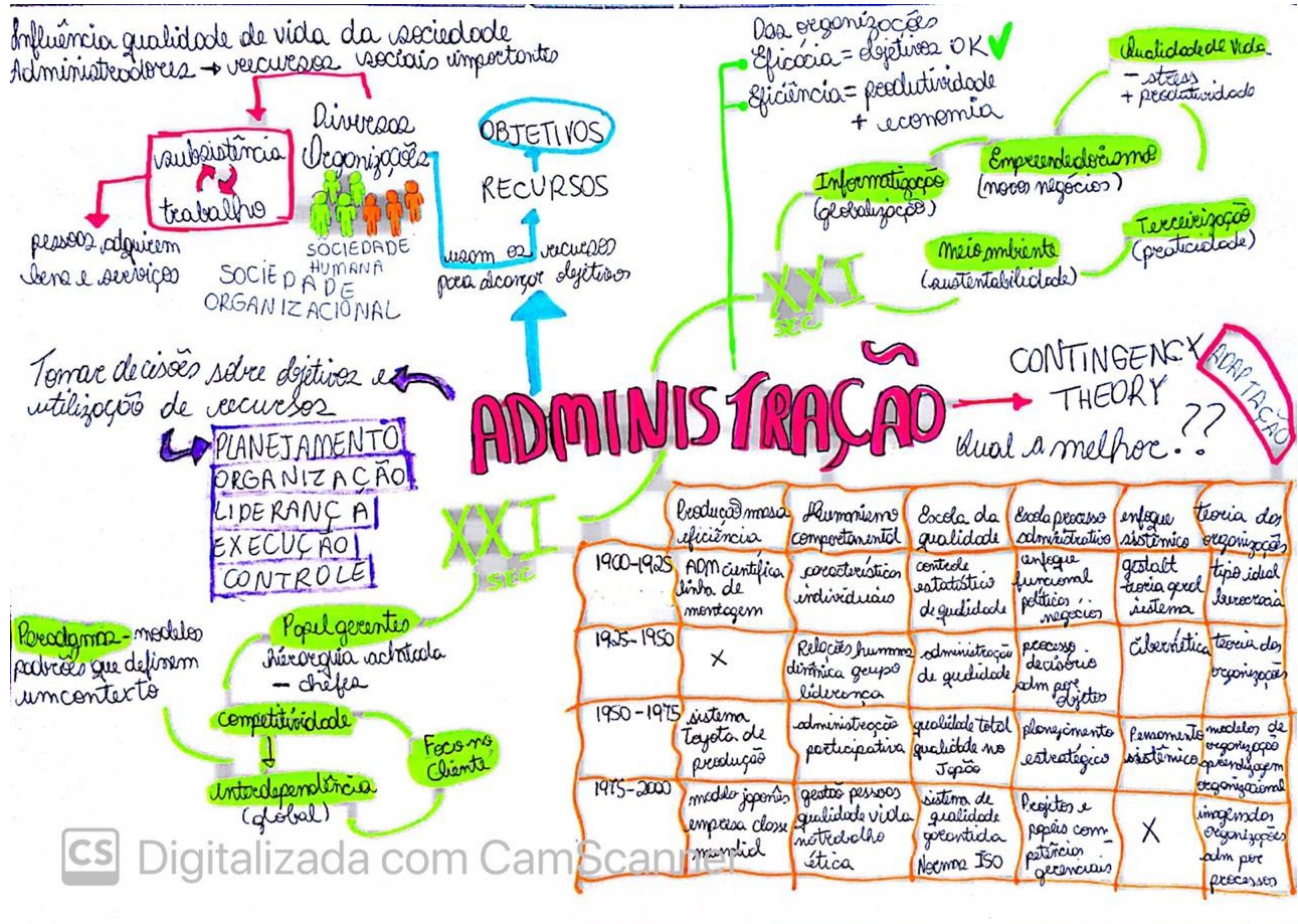 Influência qualidade de vida da sociedade
Administradores → recursos sociais importantes
Diversas
Organizações
subsistência
trabalho
pessoas adquirem
bens e serviços
SOCIEDADE
HUMANA
SOCIEDADE
ORGANIZACIONAL
OBJETIVOS
RECURSOS
usam os recursos
para alcançar objetivos
Das organizações
Eficácia = objetivos OK
Eficiência = produtividade
+ economia
Qualidade de Vida
- stress
+ produtividade
Empreendedorismo
(novos negócios)
Informatização
(globalização)
Terceirização
(praticidade)
Meio ambiente
(sustentabilidade)
XXI
SEC
Tomar decisões sobre objetivos e
utilização de recursos
PLANEJAMENTO
ORGANIZAÇÃO
LIDERANÇA
EXECUÇÃO
CONTROLE
ADMINISTRAÇÃO
CONTINGENCY
THEORY
Qual a melhor..??
ADAPTAÇÃO
XXI
SEC
Papel gerentes
hierarquia achatada
- chefes
Paradigma - modelos
padrões que definem
um contexto
competitividade
Foco no
Cliente
interdependência
(global)
Produção masa
eficiência
Humanismo
comportamental
Escola da
qualidade
Escola processo
administrativo
enfoque
sistêmico
teoria das
organizações
1900-1925
ADM científica
linha de
montagem
características
individuais
controle
estatístico
de qualidade
enfoque
funcional
políticas..
negócios
gestalt
teoria geral
sistema
tipo ideal
burocracia
1925-1950
X
Relações humana
dinâmica grupo
liderança
administração
de qualidade
processo
decisório
adm por
objetos
cibernética
teoria das
organizações
1950-1975
sistema
Toyota de
produção
administração
participativa
qualidade total
qualidade no
Japão
planejamento
estratégico
Pensamento
sistêmico
modelos de
organização
aprendizagem
organizacional
1975-2000
modelo japonês
empresa classe
mundial
gestão pessoas
qualidade vida
no trabalho
ética
sistema de
qualidade
garantida
Norma ISO
Projetos e
papéis com
petências
gerenciais
X
imagens das
organizações
adm por
processos
CS Digitalizada com CamScanner